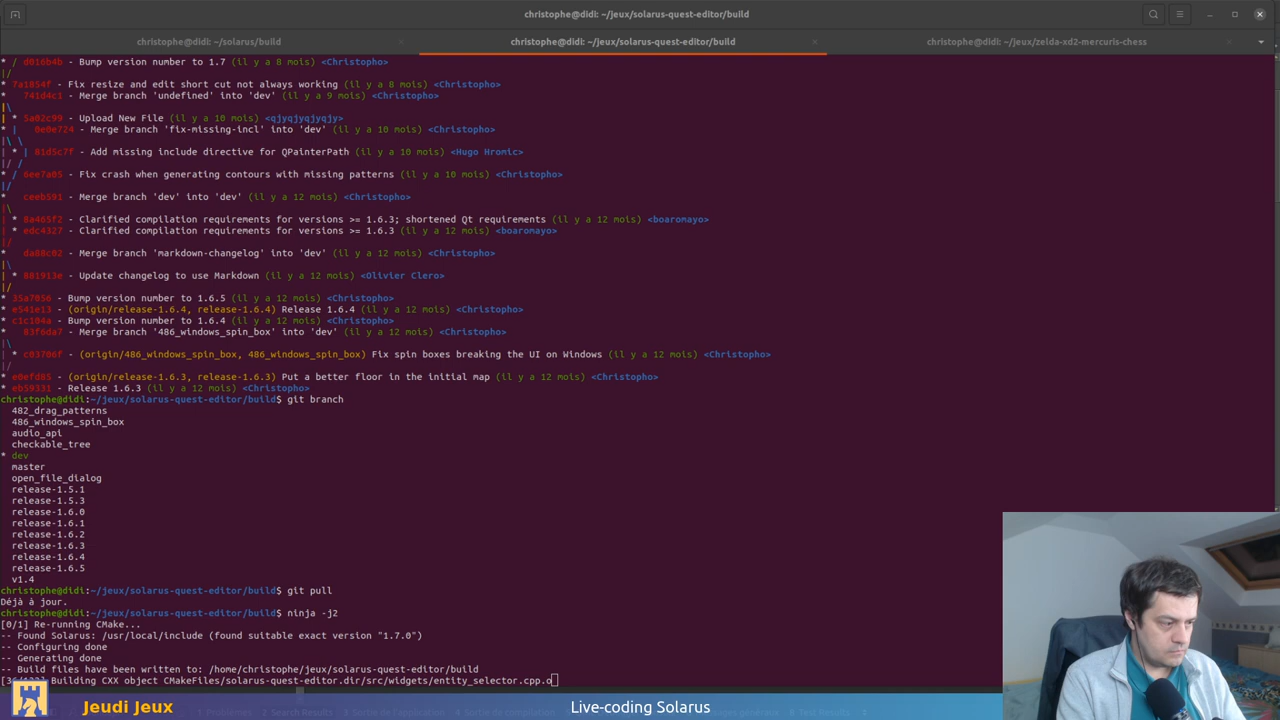 christophe@didi: ~/jeux/solarus-quest-editor/build
christophe@didi: ~/solarus/build
christophe@didi: ~/jeux/solarus-quest-editor/build
christophe@didi: ~/jeux/zelda-xd2-mercuris-chess
* / d016b4b - Bump version number to 1.7 (il y a 8 mois) <Christopho>
|/
* 7a1854f - Fix resize and edit short cut not always working (il y a 8 mois) <Christopho>
* 741d4c1 - Merge branch 'undefined' into 'dev' (il y a 9 mois) <Christopho>
|\
| * 5a02c99 - Upload New File (il y a 10 mois) <qjyqjyqjyqjy>
* | 0e0e724 - Merge branch 'fix-missing-incl' into 'dev' (il y a 10 mois) <Christopho>
|\ \
| * | 81d5c7f - Add missing include directive for QPainterPath (il y a 10 mois) <Hugo Hromic>
|/ /
* / 0ee7a05 - Fix crash when generating contours with missing patterns (il y a 10 mois) <Christopho>
|/
* ceeb591 - Merge branch 'dev' into 'dev' (il y a 12 mois) <Christopho>
|\
| * 8a465f2 - Clarified compilation requirements for versions >= 1.6.3; shortened Qt requirements (il y a 12 mois) <boaromayo>
| * edc4327 - Clarified compilation requirements for versions >= 1.6.3 (il y a 12 mois) <boaromayo>
|/
* da88c02 - Merge branch 'markdown-changelog' into 'dev' (il y a 12 mois) <Christopho>
|\
| * 881913e - Update changelog to use Markdown (il y a 12 mois) <Olivier Clero>
|/
* 35a7056 - Bump version number to 1.6.5 (il y a 12 mois) <Christopho>
* e541e13 - (origin/release-1.6.4, release-1.6.4) Release 1.6.4 (il y a 12 mois) <Christopho>
* c1c104a - Bump version number to 1.6.4 (il y a 12 mois) <Christopho>
* 83f6da7 - Merge branch '486_windows_spin_box' into 'dev' (il y a 12 mois) <Christopho>
|\
| * c03706f - (origin/486_windows_spin_box, 486_windows_spin_box) Fix spin boxes breaking the UI on Windows (il y a 12 mois) <Christopho>
|/
* e0efd65 - (origin/release-1.6.3, release-1.6.3) Put a better floor in the initial map (il y a 12 mois) <Christopho>
* eb59331 - Release 1.6.3 (il y a 12 mois) <Christopho>
christophe@didi:~/jeux/solarus-quest-editor/build$ git branch
482_drag_patterns
486_windows_spin_box
audio_api
checkable_tree
* dev
master
open_file_dialog
release-1.5.1
release-1.5.3
release-1.6.0
release-1.6.1
release-1.6.2
release-1.6.3
release-1.6.4
release-1.6.5
v1.4
christophe@didi:~/jeux/solarus-quest-editor/build$ git pull
Déjà à jour.
christophe@didi:~/jeux/solarus-quest-editor/build$ ninja -j2
[0/1] Re-running CMake...
-- Found Solarus: /usr/local/include (found suitable exact version "1.7.0")
-- Configuring done
-- Generating done
-- Build files have been written to: /home/christophe/jeux/solarus-quest-editor/build
Building CXX object CMakeFiles/solarus-quest-editor.dir/src/widgets/entity_selector.cpp.o
Jeudi Jeux
Live-coding Solarus